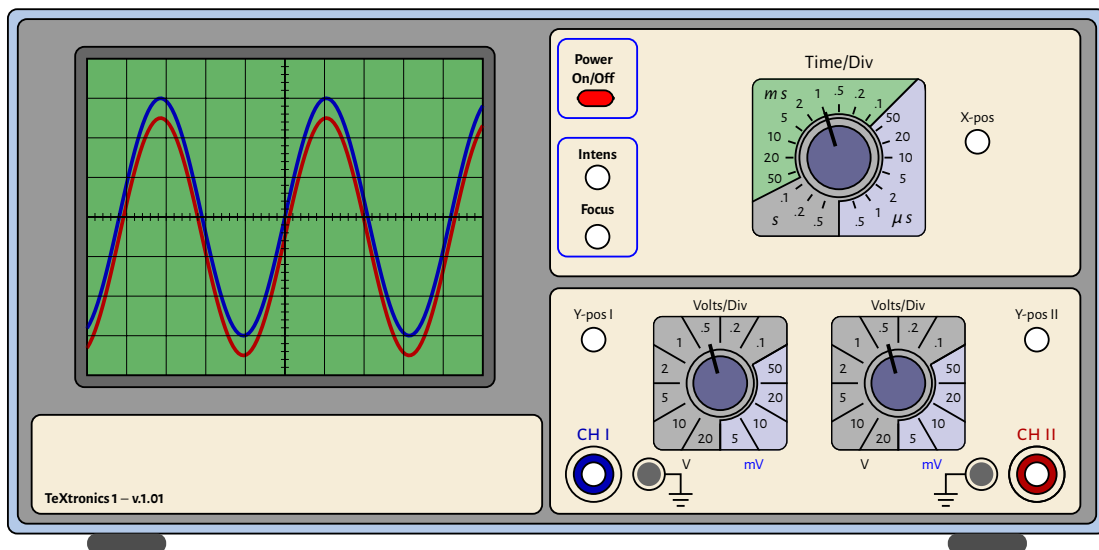 Power
On/Off
Intens
Focus
Time/Div
m s
50
20
10
5
2
1
.5
.2
.1
50
20
10
5
2
1
.5
μ s
.1
.2
.5
s
X-pos
Y-pos I
Volts/Div
20
10
5
2
1
.5
.2
.1
50
20
10
5
V
mV
CH I
Volts/Div
20
10
5
2
1
.5
.2
.1
50
20
10
5
V
mV
Y-pos II
CH II
TeXtronics 1 – v.1.01